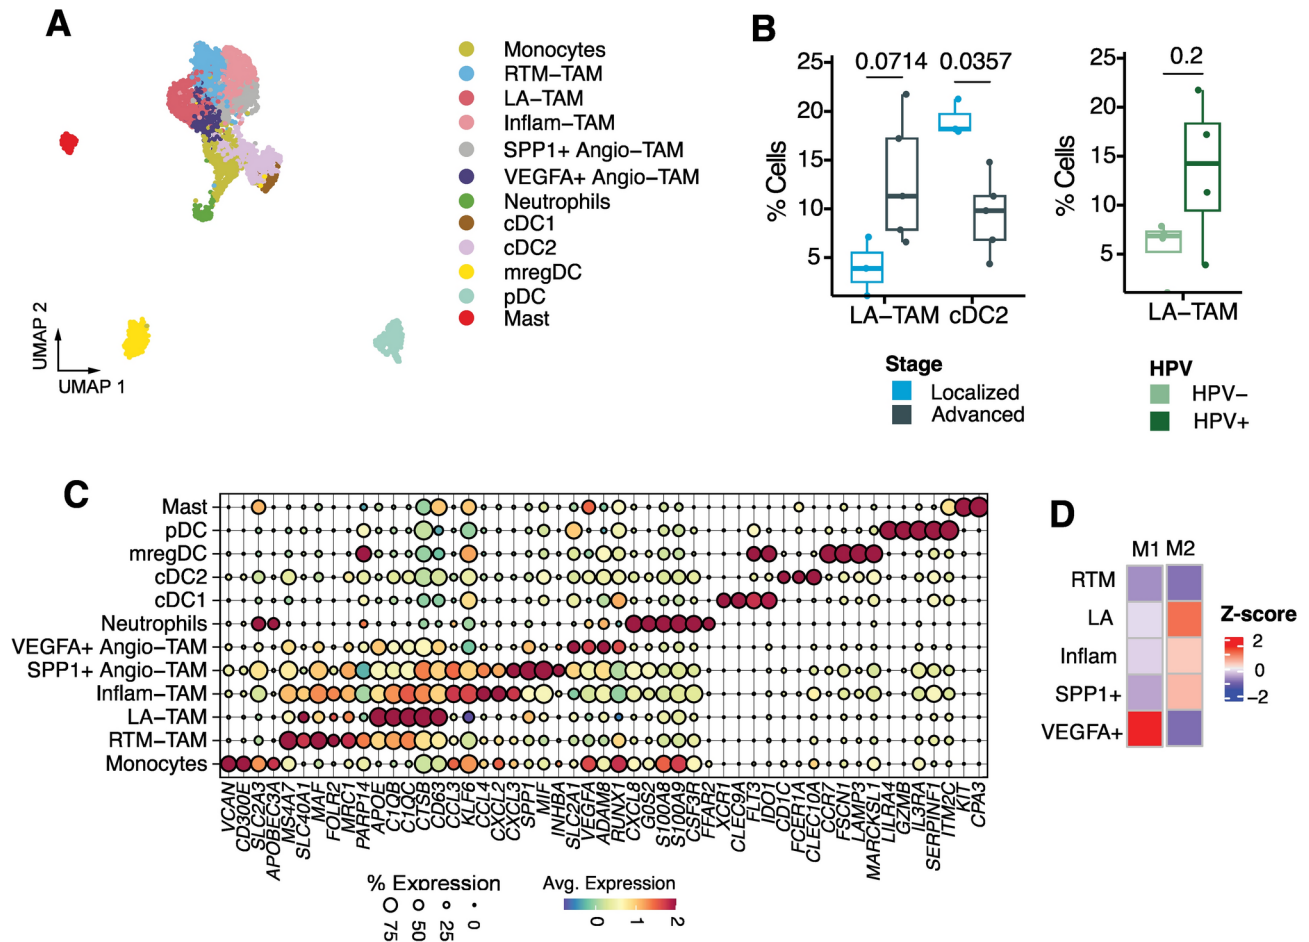 A
Monocytes
RTM−TAM
LA−TAM
Inflam−TAM
SPP1+ Angio−TAM
VEGFA+ Angio−TAM
Neutrophils
cDC1
cDC2
mregDC
pDC
Mast
UMAP 2
UMAP 1
B
% Cells
25
20
15
10
5
0.0714
0.0357
LA−TAM
cDC2
Stage
Localized
Advanced
% Cells
25
20
15
10
5
0.2
LA−TAM
HPV
HPV−
HPV+
C
Mast
pDC
mregDC
cDC2
cDC1
Neutrophils
VEGFA+ Angio−TAM
SPP1+ Angio−TAM
Inflam−TAM
LA−TAM
RTM−TAM
Monocytes
VCAN
CD300E
SLC2A3
APOBEC3A
MS4A7
SLC40A1
MAF
FOLR2
MRC1
PARP14
APOE
C1QB
C1QC
CTSB
CD63
CCL3
KLF6
CCL4
CXCL2
CXCL3
SPP1
MIF
INHBA
SLC2A1
VEGFA
ADAM8
RUNX1
CXCL8
G0S2
S100A8
S100A9
CSF3R
FFAR2
XCR1
CLEC9A
FLT3
IDO1
CD1C
FCER1A
CLEC10A
CCR7
FSCN1
LAMP3
MARCKSL1
LILRA4
GZMB
IL3RA
SERPINF1
ITM2C
KIT
CPA3
% Expression
75
50
25
0
Avg. Expression
0
1
2
D
M1
M2
RTM
LA
Inflam
SPP1+
VEGFA+
Z−score
2
0
−2